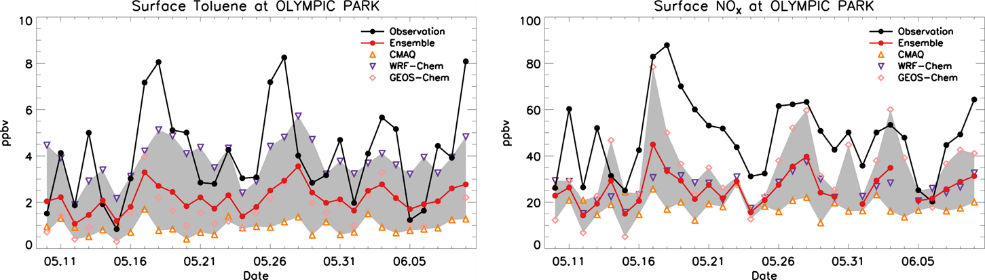 Surface Toluene at OLYMPIC PARK
10
8
6
4
2
0
ppbv
Observation
Ensemble
CMAQ
WRF-Chem
GEOS-Chem
05.11 05.16 05.21 05.26 05.31 06.05
Date
Surface NOx at OLYMPIC PARK
100
80
60
40
20
0
ppbv
Observation
Ensemble
CMAQ
WRF-Chem
GEOS-Chem
05.11 05.16 05.21 05.26 05.31 06.05
Date